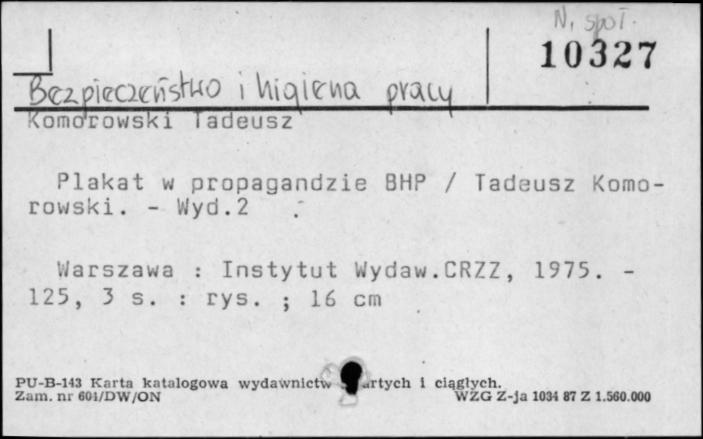 N. społ.
10327
Bezpieczeństwo i higiena pracy
Komorowski Tadeusz
Plakat w propagandzie BHP / Tadeusz Komo-
rowski. - Wyd.2
Warszawa : Instytut Wydaw.CRZZ, 1975. -
125, 3 s. : rys. ; 16 cm
PU-B-143 Karta katalogowa wydawnictw artych i ciągłych.
Zam. nr 601/DW/ON WZG Z-ja 1034 87 Z 1.560.000